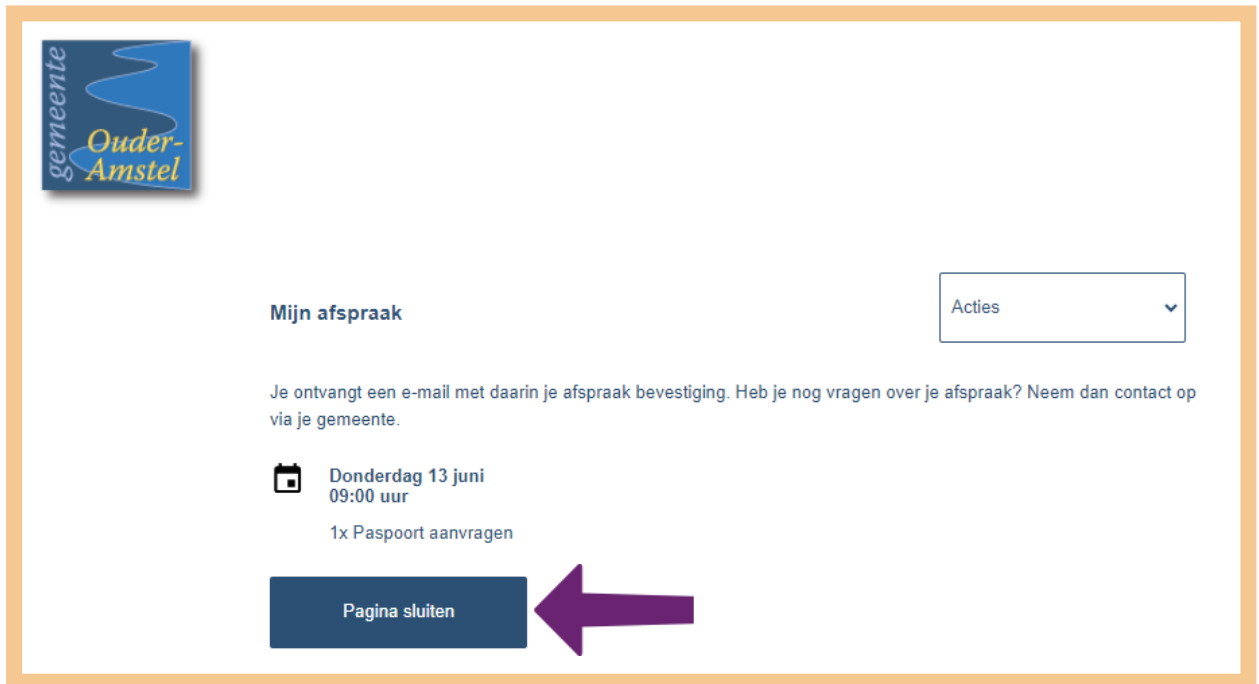 gemeente
Ouder-
Amstel
Mijn afspraak
Acties
Je ontvangt een e-mail met daarin je afspraak bevestiging. Heb je nog vragen over je afspraak? Neem dan contact op
via je gemeente.
Donderdag 13 juni
09:00 uur
1x Paspoort aanvragen
Pagina sluiten